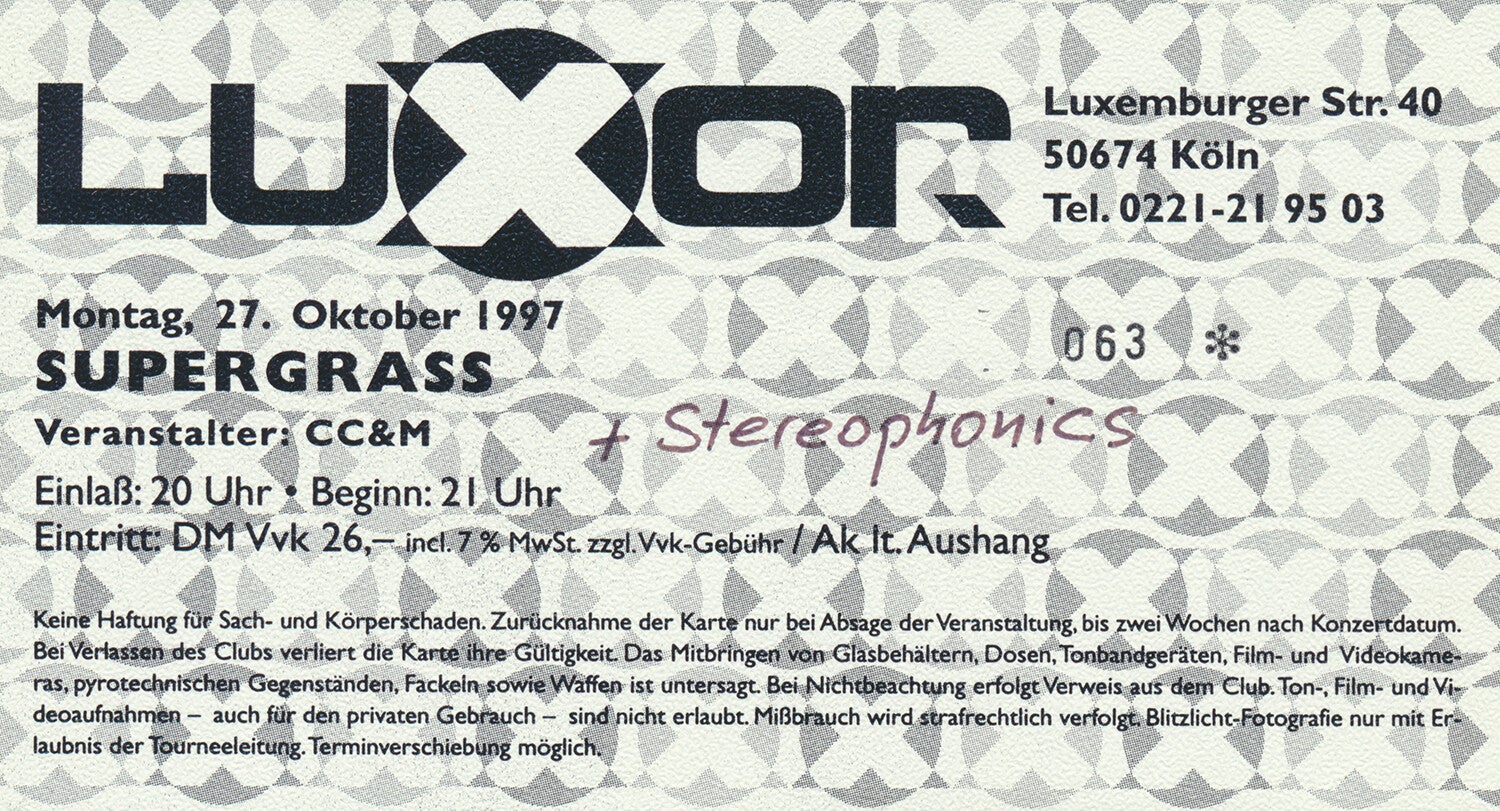 LUXOR
Luxemburger Str. 40
50674 Köln
Tel. 0221-21 95 03
Montag, 27. Oktober 1997
SUPERGRASS
063 *
Veranstalter: CC&M
+ Stereophonics
Einlaß: 20 Uhr • Beginn: 21 Uhr
Eintritt: DM Vvk 26,– incl. 7 % MwSt. zzgl. Vvk-Gebühr / Ak lt. Aushang
Keine Haftung für Sach- und Körperschaden. Zurücknahme der Karte nur bei Absage der Veranstaltung, bis zwei Wochen nach Konzertdatum.
Bei Verlassen des Clubs verliert die Karte ihre Gültigkeit. Das Mitbringen von Glasbehältern, Dosen, Tonbandgeräten, Film- und Videokame-
ras, pyrotechnischen Gegenständen, Fackeln sowie Waffen ist untersagt. Bei Nichtbeachtung erfolgt Verweis aus dem Club. Ton-, Film- und Vi-
deoaufnahmen – auch für den privaten Gebrauch – sind nicht erlaubt. Mißbrauch wird strafrechtlich verfolgt. Blitzlicht-Fotografie nur mit Er-
laubnis der Tourneeleitung. Terminverschiebung möglich.